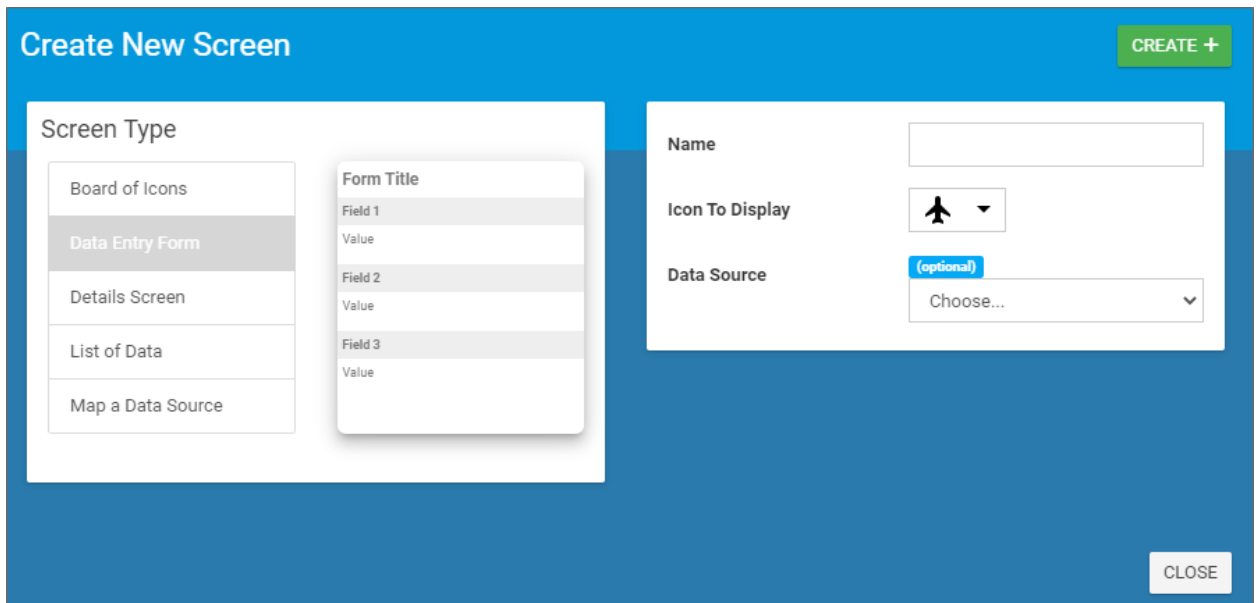 Create New Screen
CREATE +
Screen Type
Board of Icons
Data Entry Form
Details Screen
List of Data
Map a Data Source
Form Title
Field 1
Value
Field 2
Value
Field 3
Value
Name
Icon To Display
Data Source
(optional)
Choose...
CLOSE